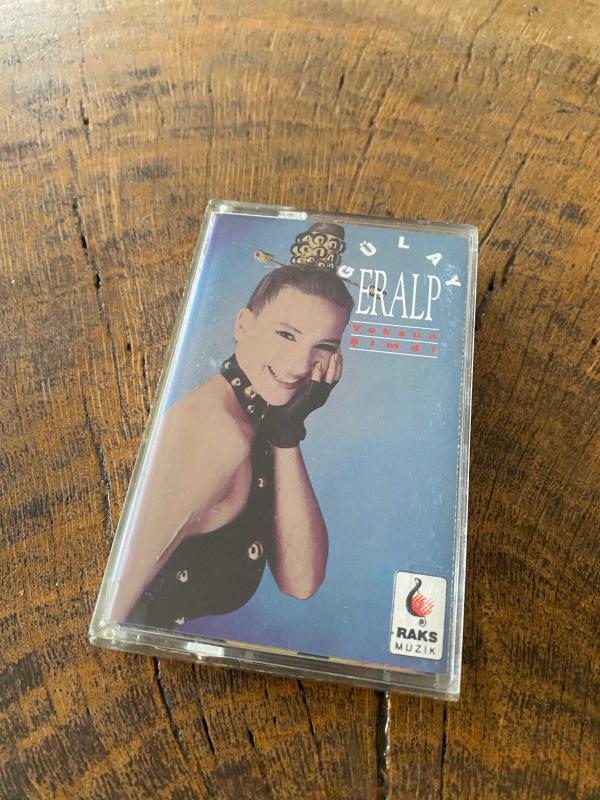 GÜLAY
ERALP
Yoksun
Şimdi
RAKS
MÜZİK